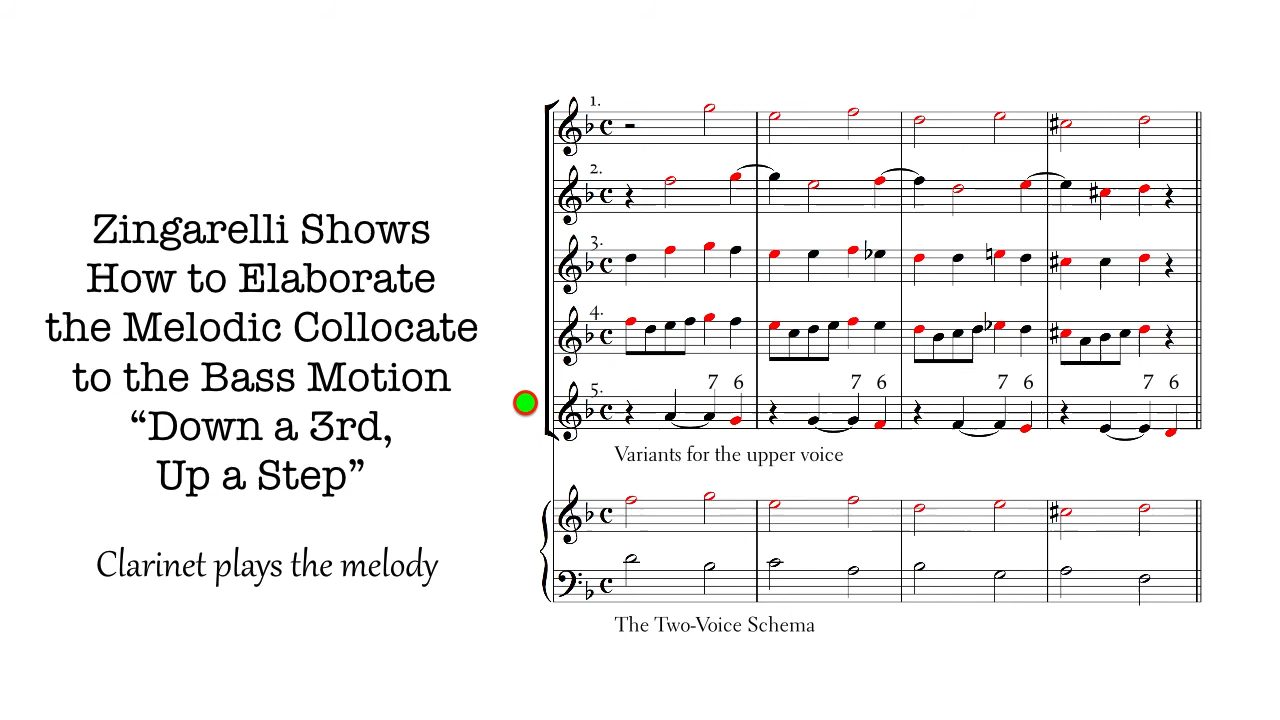 Zingarelli Shows
How to Elaborate
the Melodic Collocate
to the Bass Motion
“Down a 3rd,
Up a Step”
Clarinet plays the melody
1.
2.
3.
4.
7 6 7 6 7 6 7 6
5.
Variants for the upper voice
The Two-Voice Schema